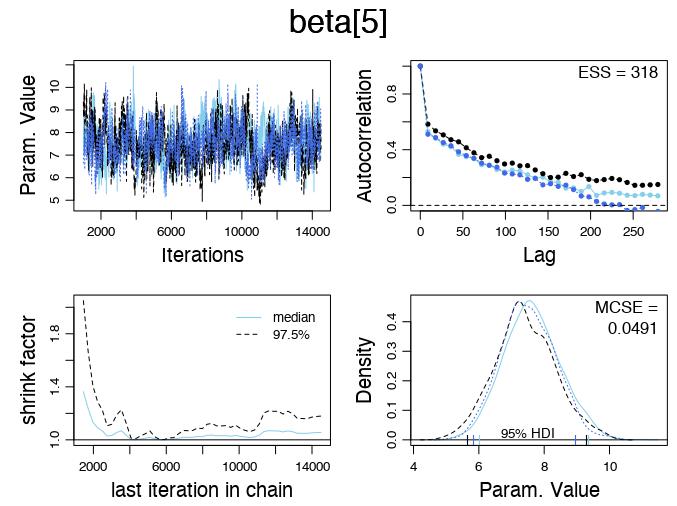 beta[5]
Param. Value
5 6 7 8 9 10
2000 6000 10000 14000
Iterations
Autocorrelation
0.0 0.4 0.8
ESS = 318
0 50 100 150 200 250
Lag
shrink factor
1.0 1.4 1.8
median
97.5%
2000 6000 10000 14000
last iteration in chain
Density
0.0 0.1 0.2 0.3 0.4
MCSE =
0.0491
95% HDI
4 6 8 10
Param. Value